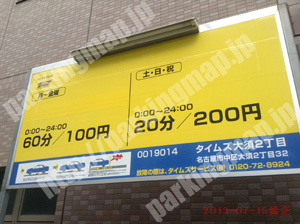 月~金曜
0:00~24:00
60分/100円
土・日・祝
0:00~24:00
20分/200円
0019014
タイムズ大須2丁目
名古屋市中区大須2丁目32
故障の際は、タイムズサービス(株) 0120-72-8924
parkingmap.jp